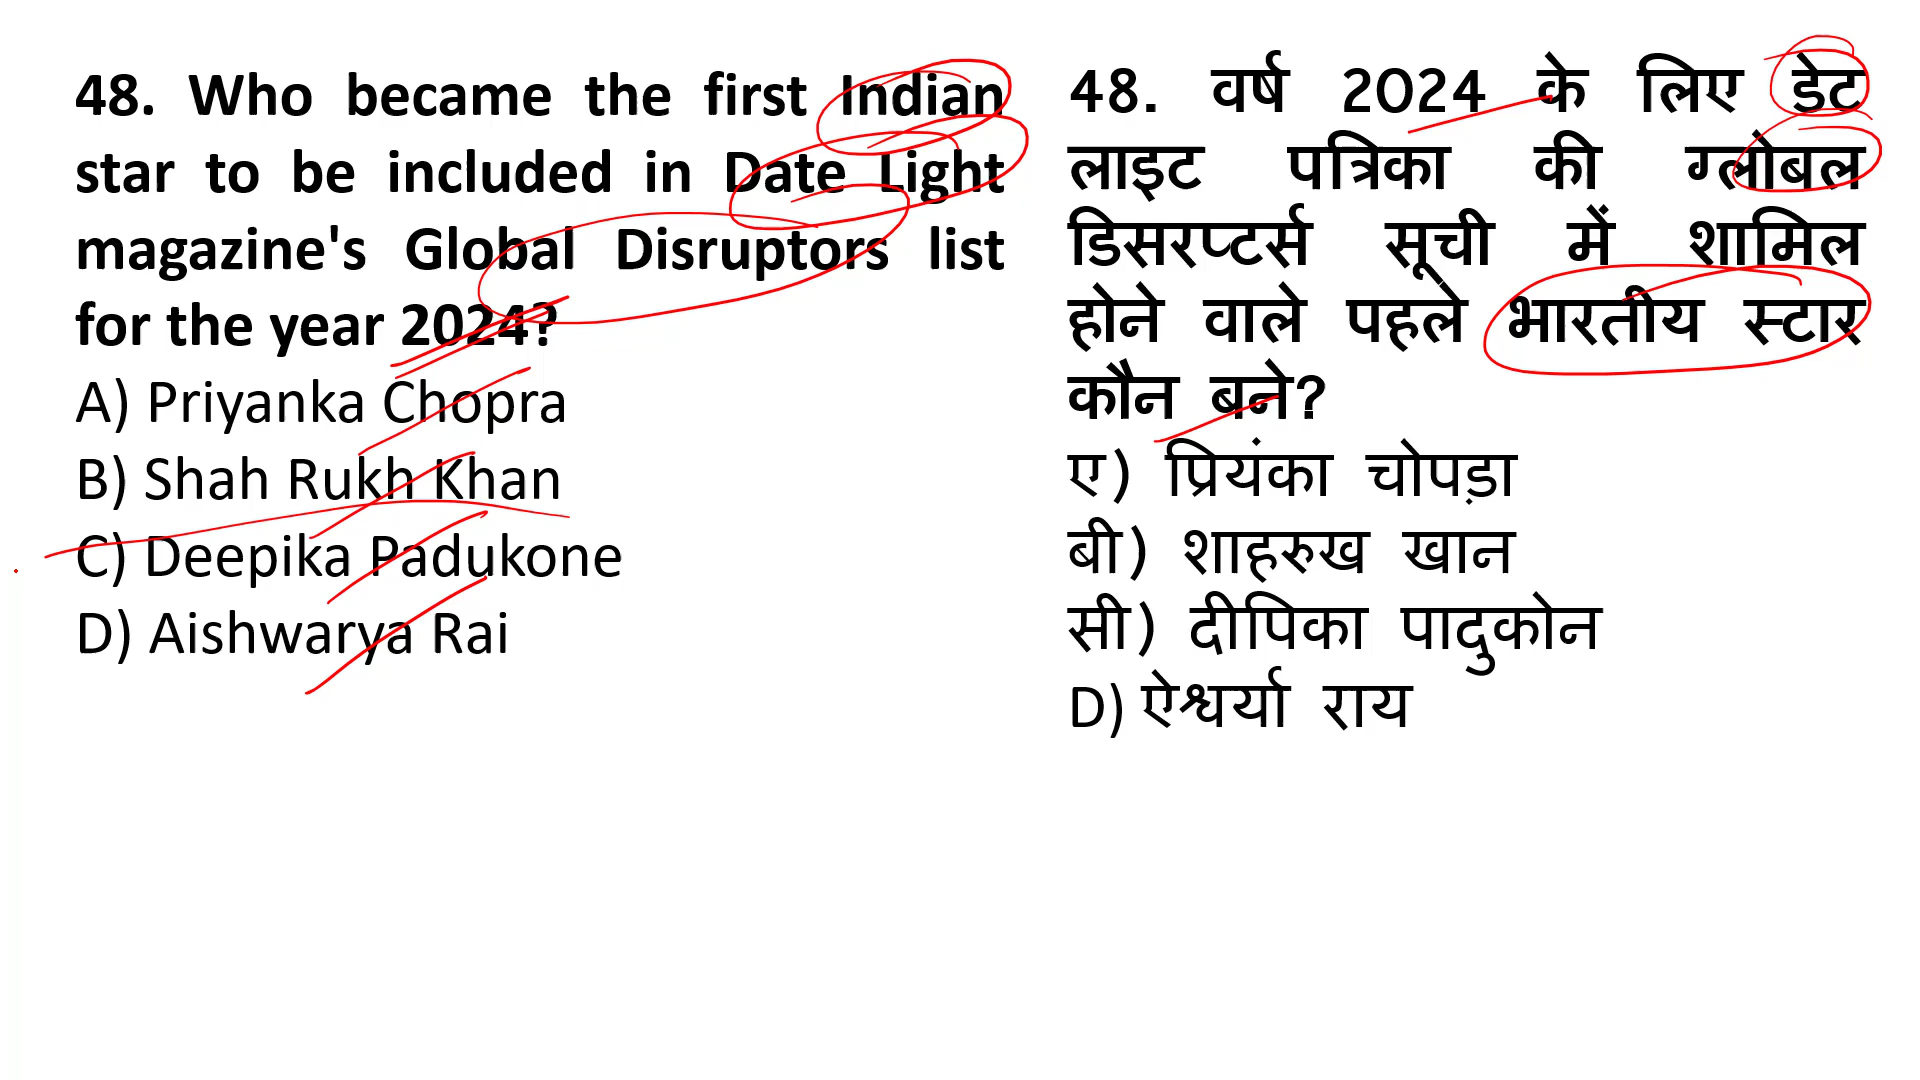 48. Who became the first Indian
star to be included in Date Light
magazine's Global Disruptors list
for the year 2024?
A) Priyanka Chopra
B) Shah Rukh Khan
C) Deepika Padukone
D) Aishwarya Rai
48. वर्ष 2024 के लिए डेट
लाइट पत्रिका की ग्लोबल
डिसरप्टर्स सूची में शामिल
होने वाले पहले भारतीय स्टार
कौन बने?
ए) प्रियंका चोपड़ा
बी) शाहरुख खान
सी) दीपिका पादुकोन
D) ऐश्वर्या राय